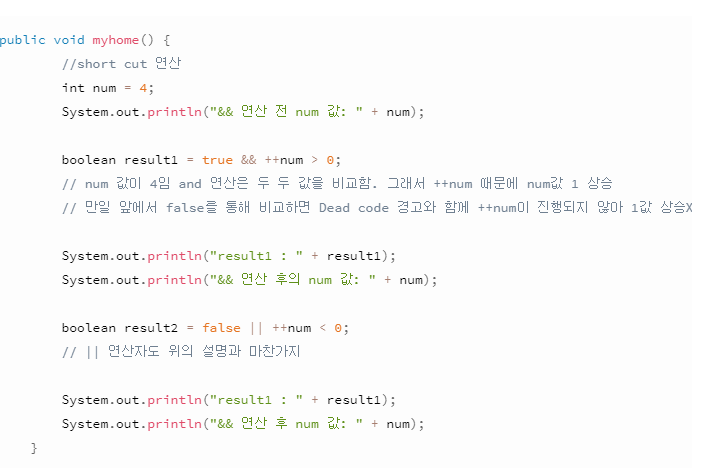 public void myhome() {
//short cut 연산
int num = 4;
System.out.println("&& 연산 전 num 값: " + num);
boolean result1 = true && ++num > 0;
// num 값이 4임 and 연산은 두 두 값을 비교함. 그래서 ++num 때문에 num값 1 상승
// 만일 앞에서 false를 통해 비교하면 Dead code 경고와 함께 ++num이 진행되지 않아 1값 상승X
System.out.println("result1 : " + result1);
System.out.println("&& 연산 후의 num 값: " + num);
boolean result2 = false || ++num < 0;
// || 연산자도 위의 설명과 마찬가지
System.out.println("result1 : " + result1);
System.out.println("&& 연산 후 num 값: " + num);
}